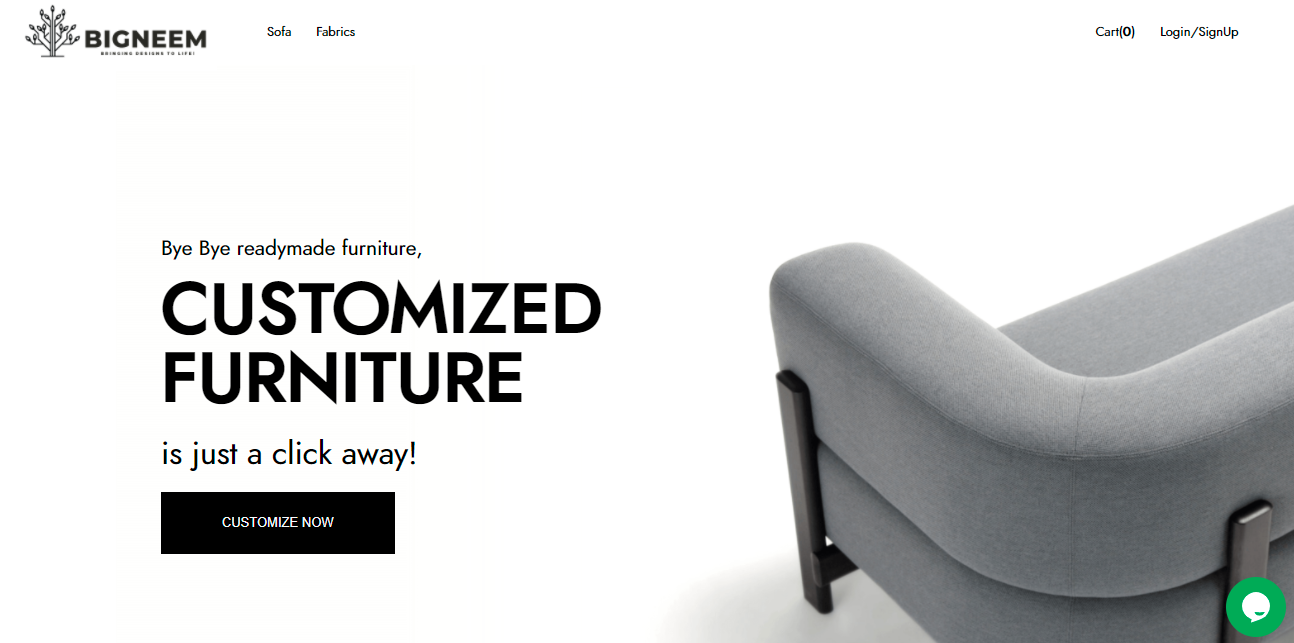 BIGNEEM
BRINGING DESIGNS TO LIFE!
Sofa
Fabrics
Cart(0)
Login/SignUp
Bye Bye readymade furniture,
CUSTOMIZED
FURNITURE
is just a click away!
CUSTOMIZE NOW